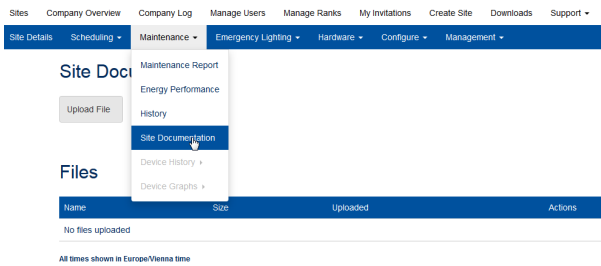 Sites Company Overview Company Log Manage Users Manage Ranks My Invitations Create Site Downloads Support
Site Details Scheduling Maintenance Emergency Lighting Hardware Configure Management
Site Docu
Maintenance Report
Energy Performance
Upload File
History
Site Documentation
Device History
Files
Device Graphs
Name Size Uploaded Actions
No files uploaded
All times shown in Europe/Vienna time